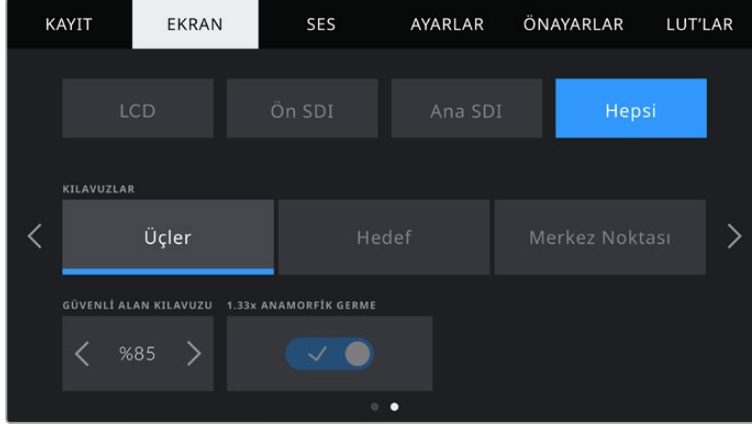 KAYIT EKRAN SES AYARLAR ÖNAYARLAR LUT'LAR
LCD Ön SDI Ana SDI Hepsi
KILAVUZLAR
Üçler Hedef Merkez Noktası
GÜVENLİ ALAN KILAVUZU 1.33x ANAMORFİK GERME
%85